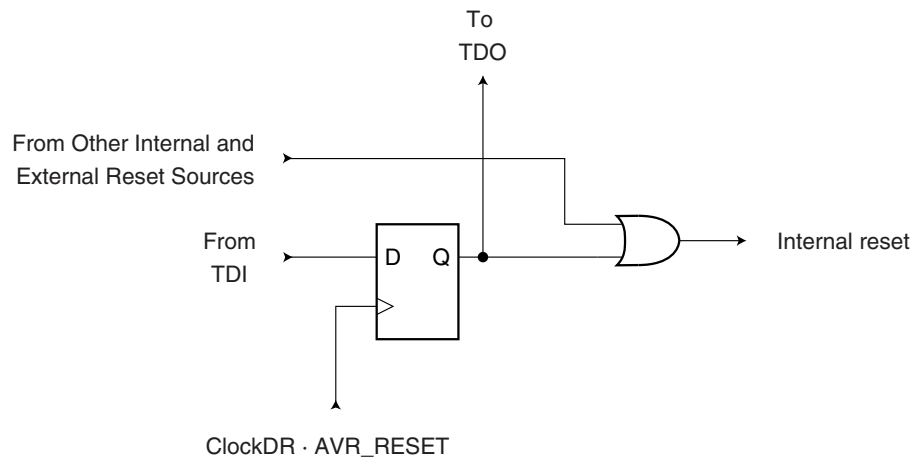 To
TDO
From Other Internal and
External Reset Sources
From
TDI
D Q
Internal reset
ClockDR · AVR_RESET